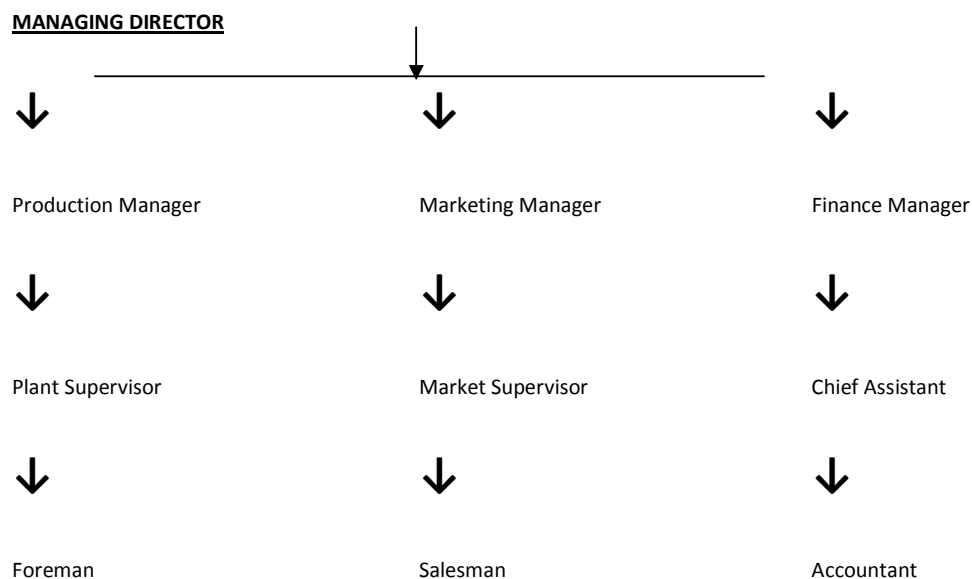 MANAGING DIRECTOR
Production Manager Marketing Manager Finance Manager
Plant Supervisor Market Supervisor Chief Assistant
Foreman Salesman Accountant